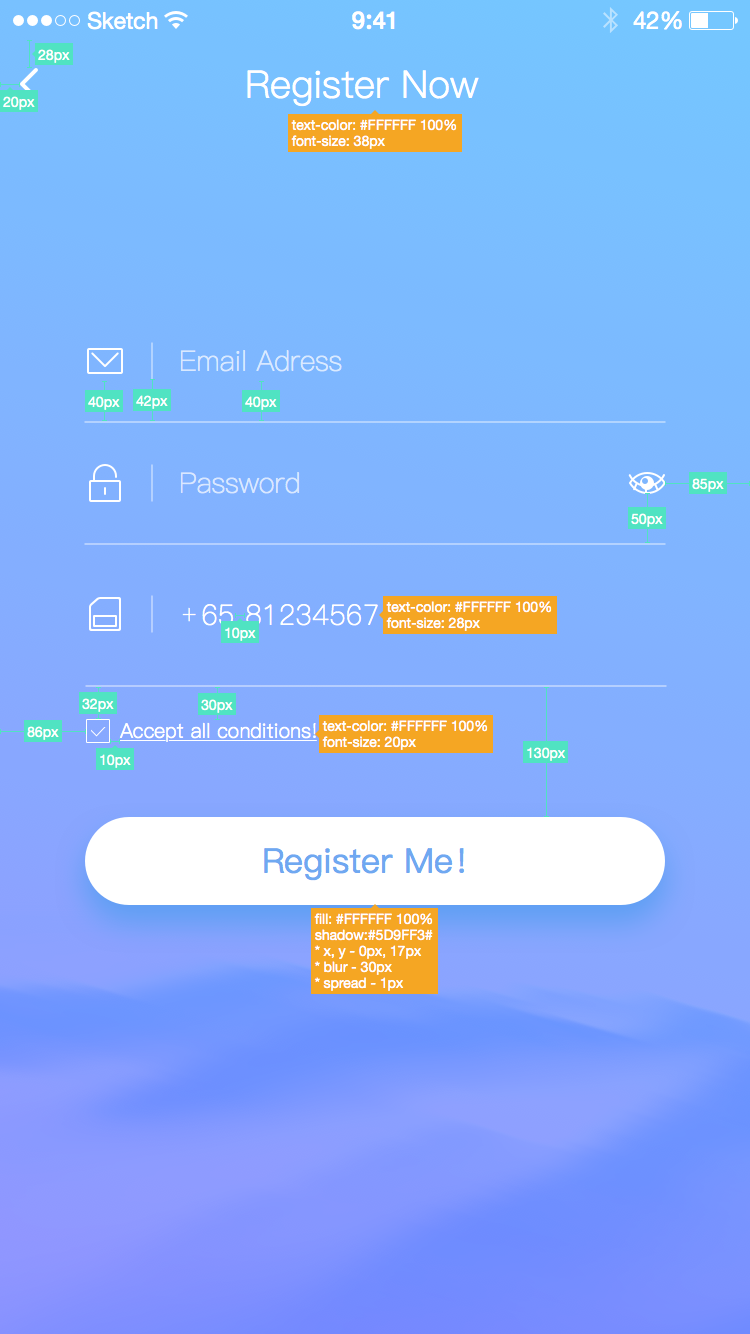 Sketch 9:41 42%
28px
20px
Register Now
text-color: #FFFFFF 100%
font-size: 38px
Email Adress
40px 42px 40px
Password
85px
50px
+65 81234567
text-color: #FFFFFF 100%
font-size: 28px
10px
32px 30px
86px
Accept all conditions!
text-color: #FFFFFF 100%
font-size: 20px
10px
130px
Register Me!
fill: #FFFFFF 100%
shadow:#5D9FF3#
* x, y - 0px, 17px
* blur - 30px
* spread - 1px